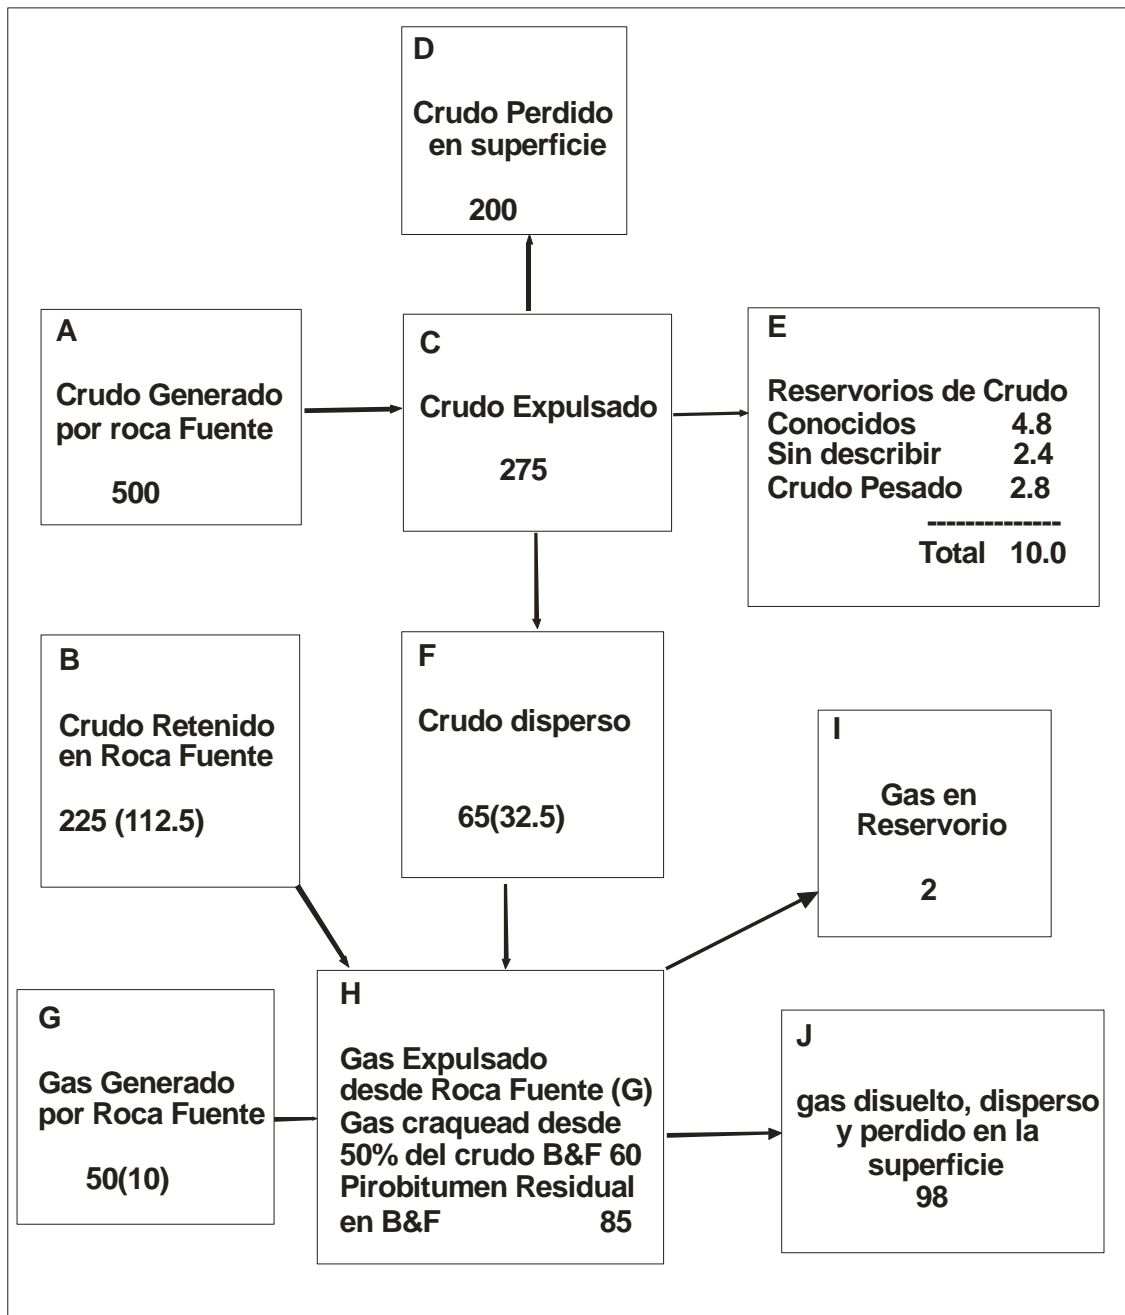 D
Crudo Perdido
en superficie
200
A
Crudo Generado
por roca Fuente
500
C
Crudo Expulsado
275
E
Reservorios de Crudo
Conocidos 4.8
Sin describir 2.4
Crudo Pesado 2.8
--------------
Total 10.0
B
Crudo Retenido
en Roca Fuente
225 (112.5)
F
Crudo disperso
65(32.5)
I
Gas en
Reservorio
2
G
Gas Generado
por Roca Fuente
50(10)
H
Gas Expulsado
desde Roca Fuente (G)
Gas craquead desde
50% del crudo B&F 60
Pirobitumen Residual
en B&F 85
J
gas disuelto, disperso
y perdido en la
superficie
98